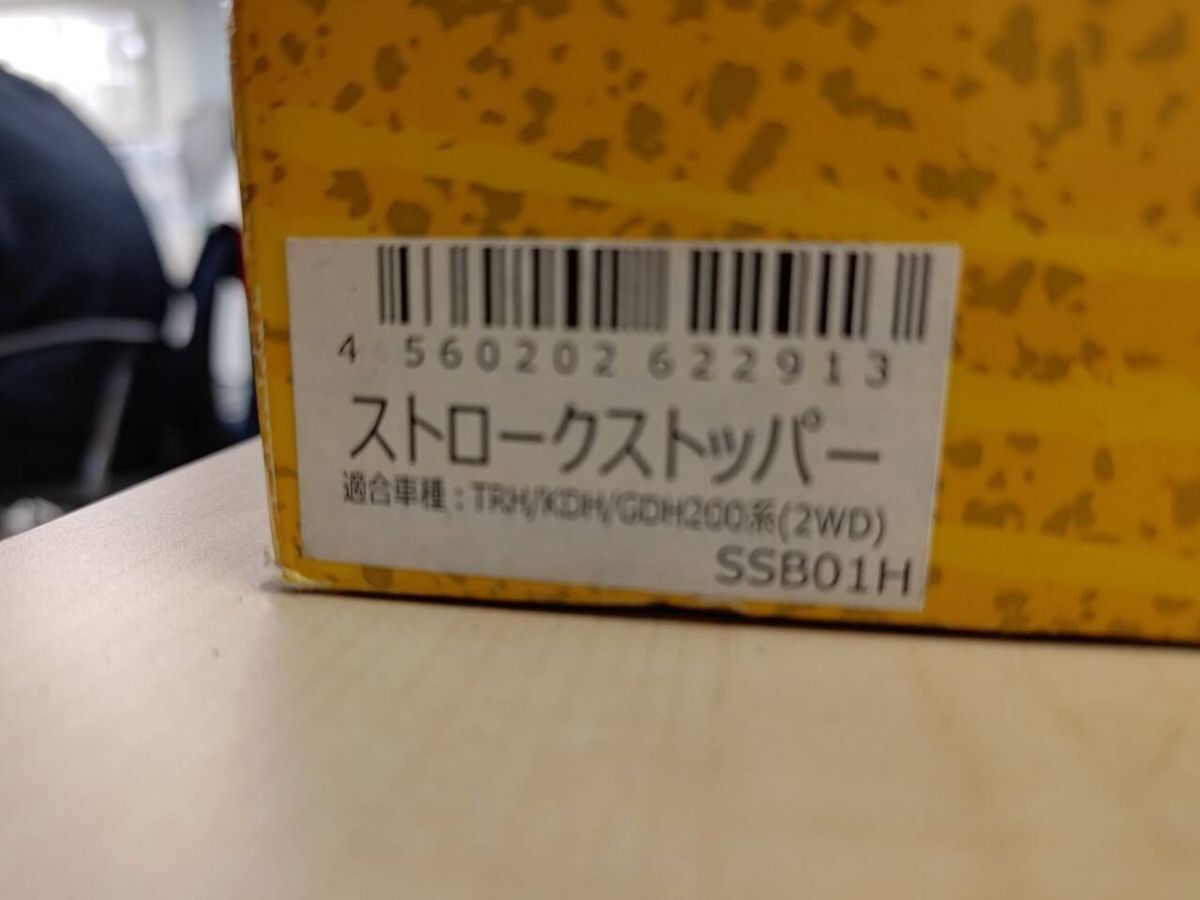 4 560202 622913
ストロークストッパー
適合車種：TRH/KDH/GDH200系(2WD)
SSB01H